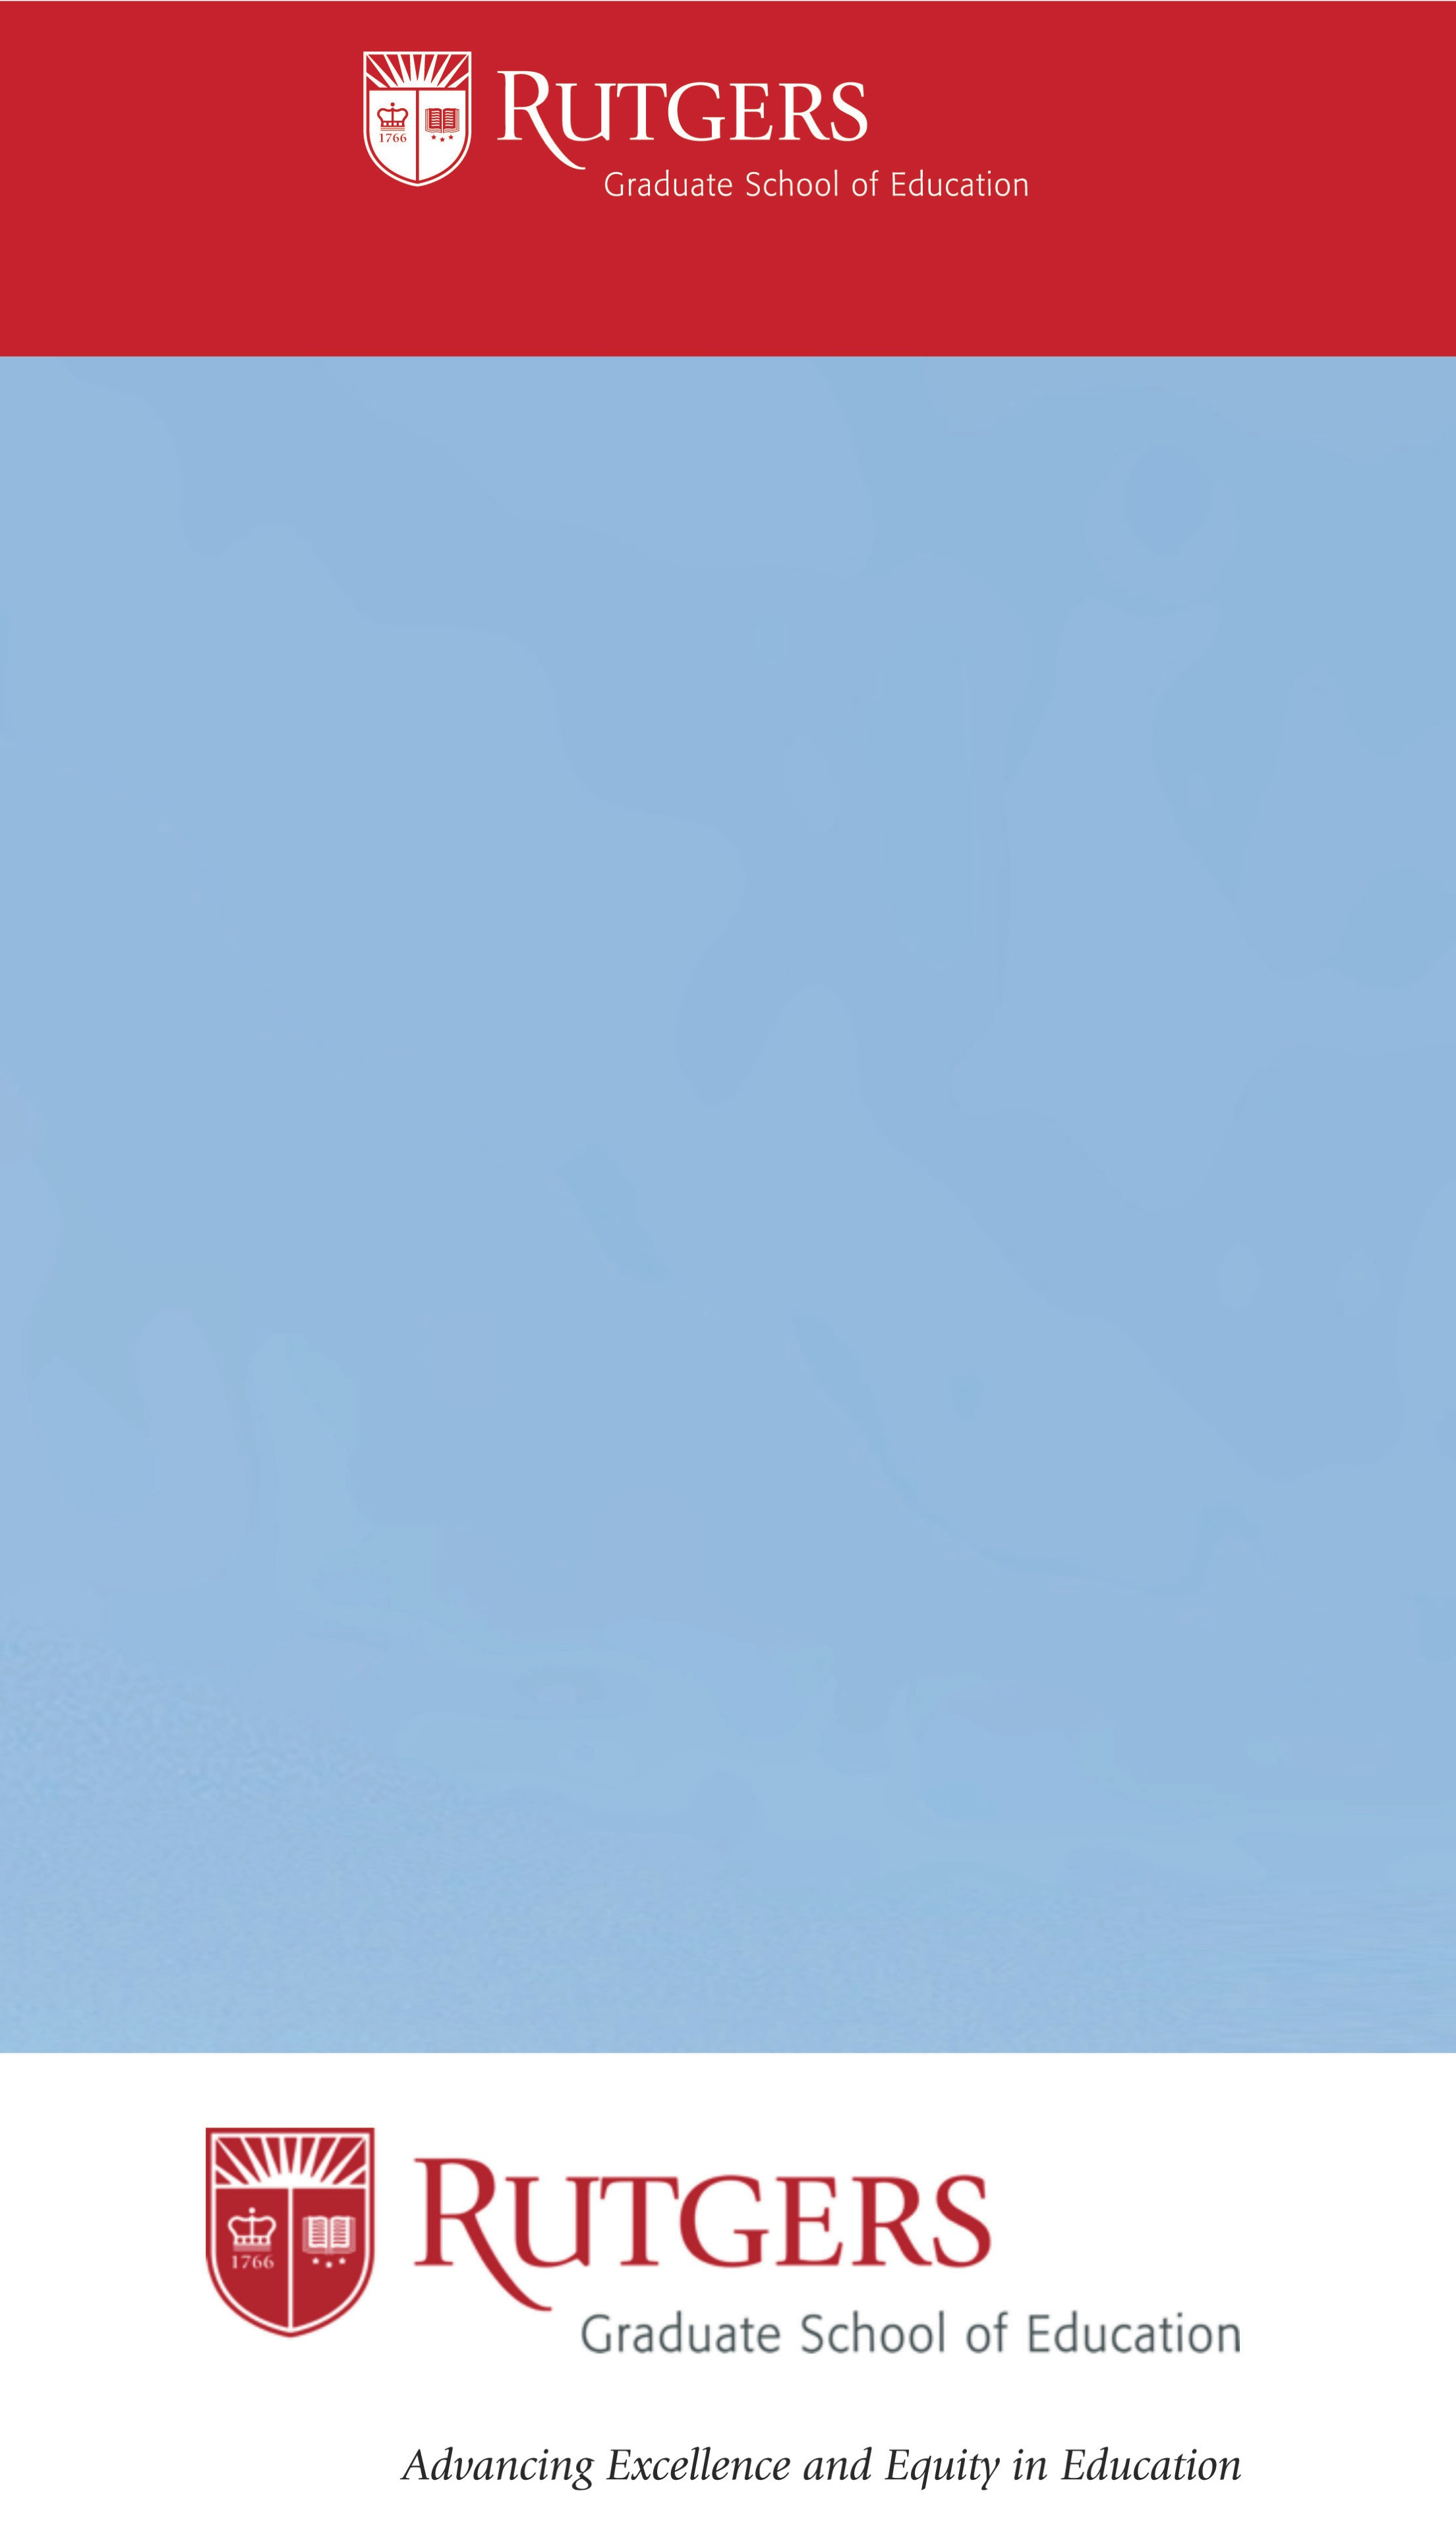 1766
RUTGERS
Graduate School of Education
1766
RUTGERS
Graduate School of Education
Advancing Excellence and Equity in Education